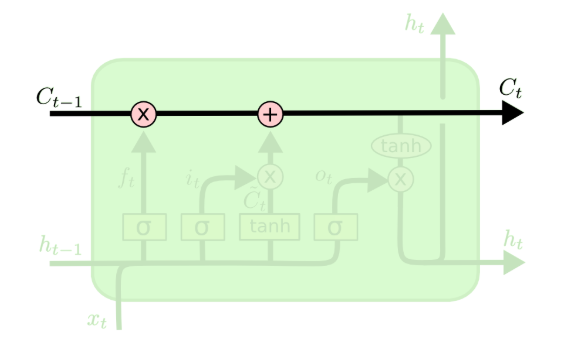 h_t
C_{t-1}
C_t
x
+
tanh
f_t
i_t
x
o_t
x
C̃_t
σ
σ
tanh
σ
h_{t-1}
h_t
x_t